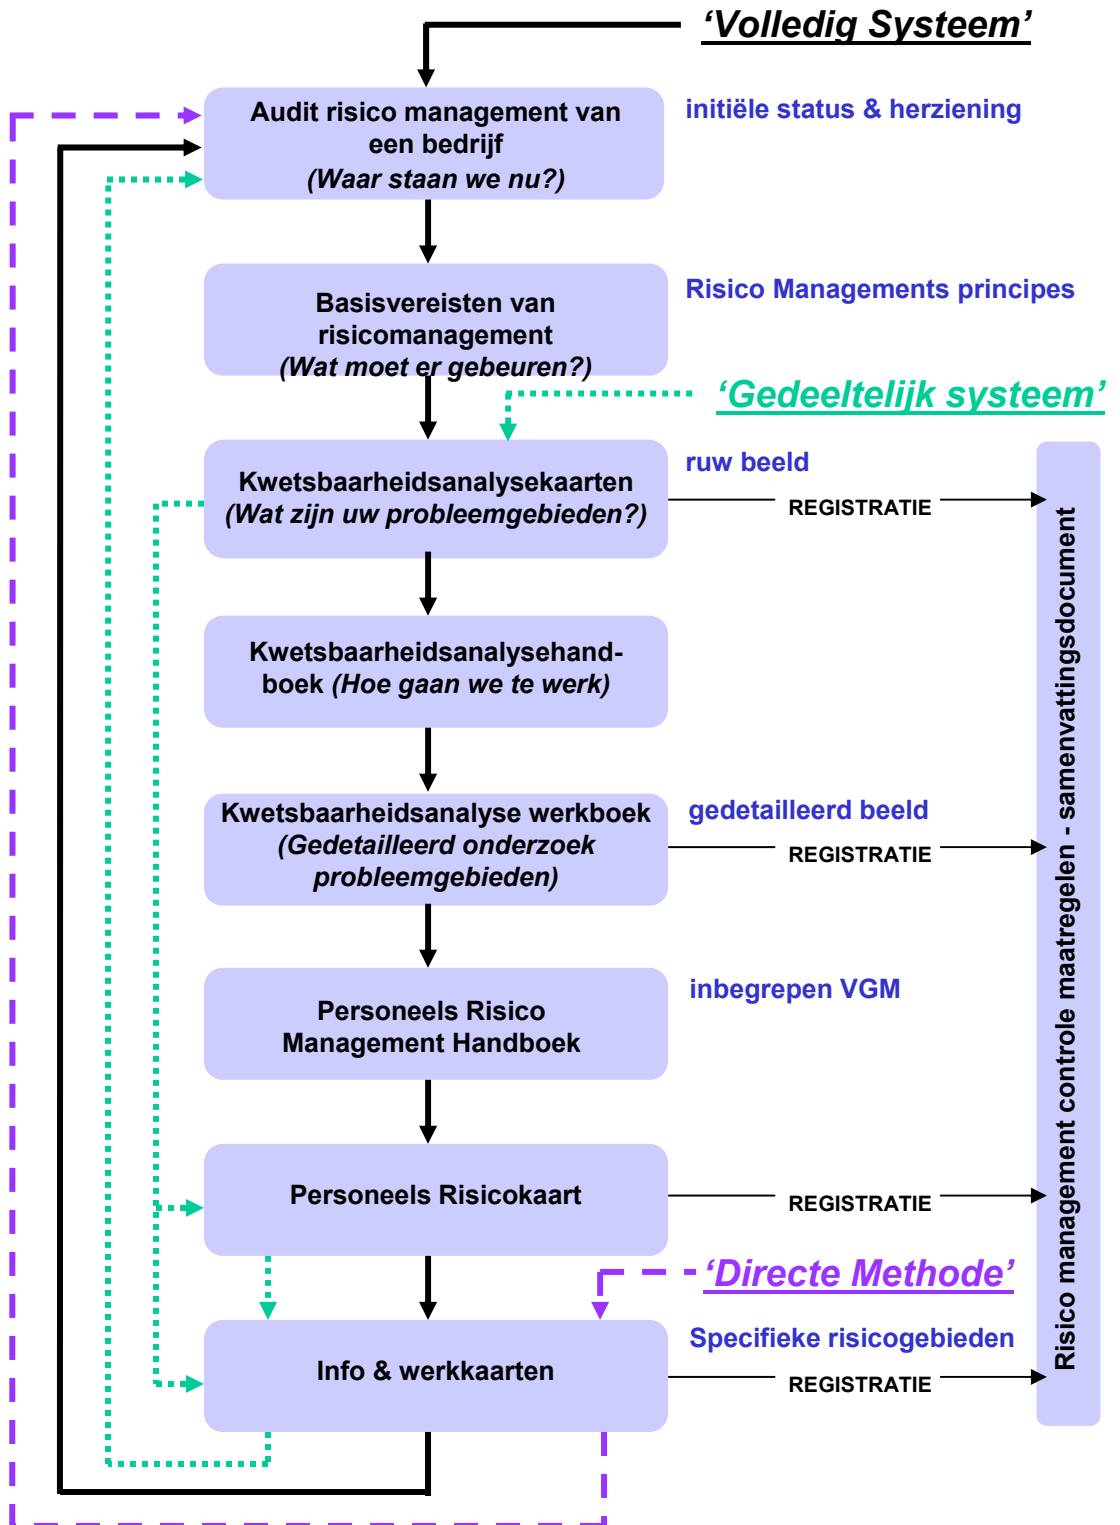 ‘Volledig Systeem’
Audit risico management van
een bedrijf
(Waar staan we nu?)
initiële status & herziening
Basisvereisten van
risicomanagement
(Wat moet er gebeuren?)
Risico Managements principes
‘Gedeeltelijk systeem’
Kwetsbaarheidsanalysekaarten
(Wat zijn uw probleemgebieden?)
ruw beeld
REGISTRATIE
Kwetsbaarheidsanalysehand-
boek (Hoe gaan we te werk)
Kwetsbaarheidsanalyse werkboek
(Gedetailleerd onderzoek
probleemgebieden)
gedetailleerd beeld
REGISTRATIE
Personeels Risico
Management Handboek
inbegrepen VGM
Personeels Risicokaart
REGISTRATIE
‘Directe Methode’
Info & werkkaarten
Specifieke risicogebieden
REGISTRATIE
Risico management controle maatregelen - samenvattingsdocument